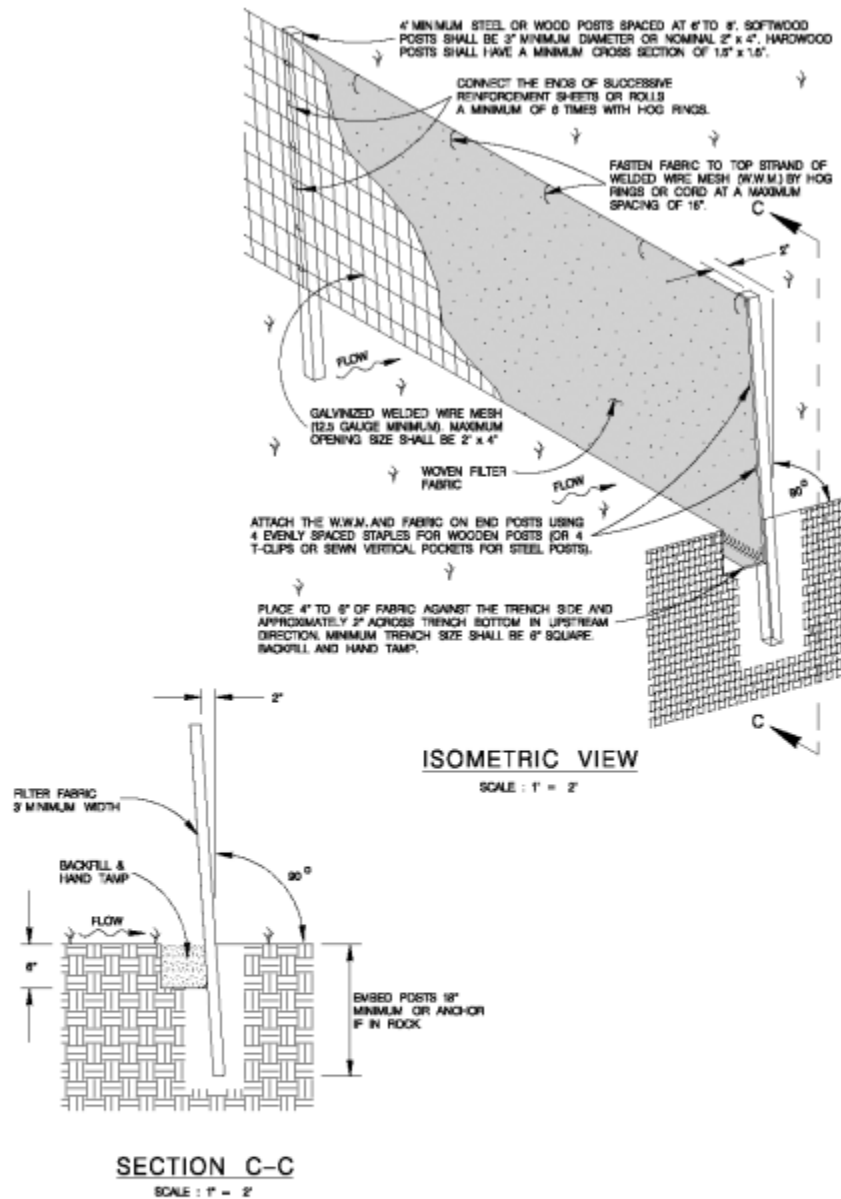 4' MINIMUM STEEL OR WOOD POSTS SPACED AT 6' TO 8'. SOFTWOOD
POSTS SHALL BE 3" MINIMUM DIAMETER OR NOMINAL 2" x 4". HARDWOOD
POSTS SHALL HAVE A MINIMUM CROSS SECTION OF 1.5" x 1.5".
CONNECT THE ENDS OF SUCCESSIVE
REINFORCEMENT SHEETS OR ROLLS
A MINIMUM OF 6 TIMES WITH HOG RINGS.
FASTEN FABRIC TO TOP STRAND OF
WELDED WIRE MESH (W.W.M.) BY HOG
RINGS OR CORD AT A MAXIMUM
SPACING OF 15".
C
2"
FLOW
GALVINIZED WELDED WIRE MESH
(12.5 GAUGE MINIMUM). MAXIMUM
OPENING SIZE SHALL BE 2" x 4"
WOVEN FILTER
FABRIC
FLOW
90°
ATTACH THE W.W.M. AND FABRIC ON END POSTS USING
4 EVENLY SPACED STAPLES FOR WOODEN POSTS (OR 4
T-CLIPS OR SEWN VERTICAL POCKETS FOR STEEL POSTS).
PLACE 4" TO 6" OF FABRIC AGAINST THE TRENCH SIDE AND
APPROXIMATELY 2" ACROSS TRENCH BOTTOM IN UPSTREAM
DIRECTION. MINIMUM TRENCH SIZE SHALL BE 6" SQUARE.
BACKFILL AND HAND TAMP.
C
ISOMETRIC VIEW
SCALE : 1" = 2'
2"
FILTER FABRIC
3' MINIMUM WIDTH
BACKFILL &
HAND TAMP
90°
FLOW
6"
EMBED POSTS 18"
MINIMUM OR ANCHOR
IF IN ROCK
SECTION C-C
SCALE : 1" = 2'